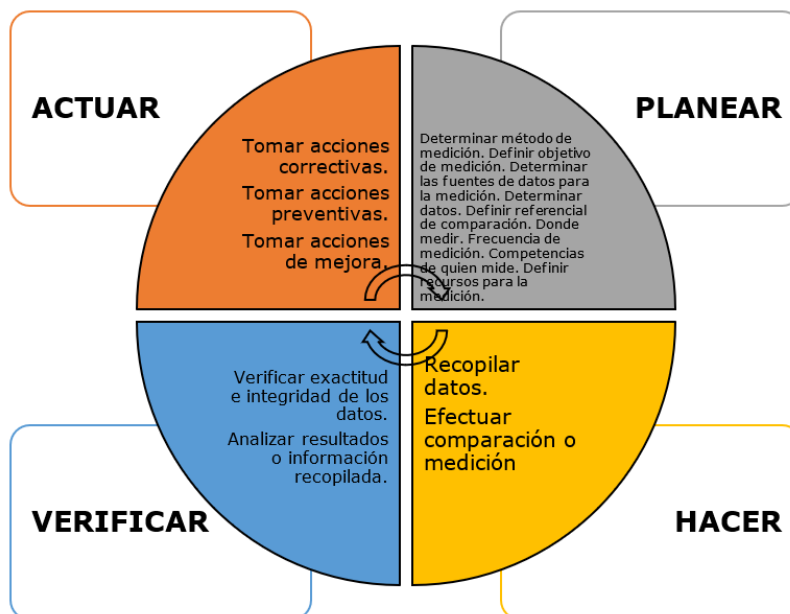 ACTUAR
Tomar acciones
correctivas.
Tomar acciones
preventivas.
Tomar acciones
de mejora.
PLANEAR
Determinar método de
medición. Definir objetivo
de medición. Determinar
las fuentes de datos para
la medición. Determinar
datos. Definir referencial
de comparación. Donde
medir. Frecuencia de
medición. Competencias
de quien mide. Definir
recursos para la
medición.
VERIFICAR
Verificar exactitud
e integridad de los
datos.
Analizar resultados
o información
recopilada.
HACER
Recopilar
datos.
Efectuar
comparación o
medición